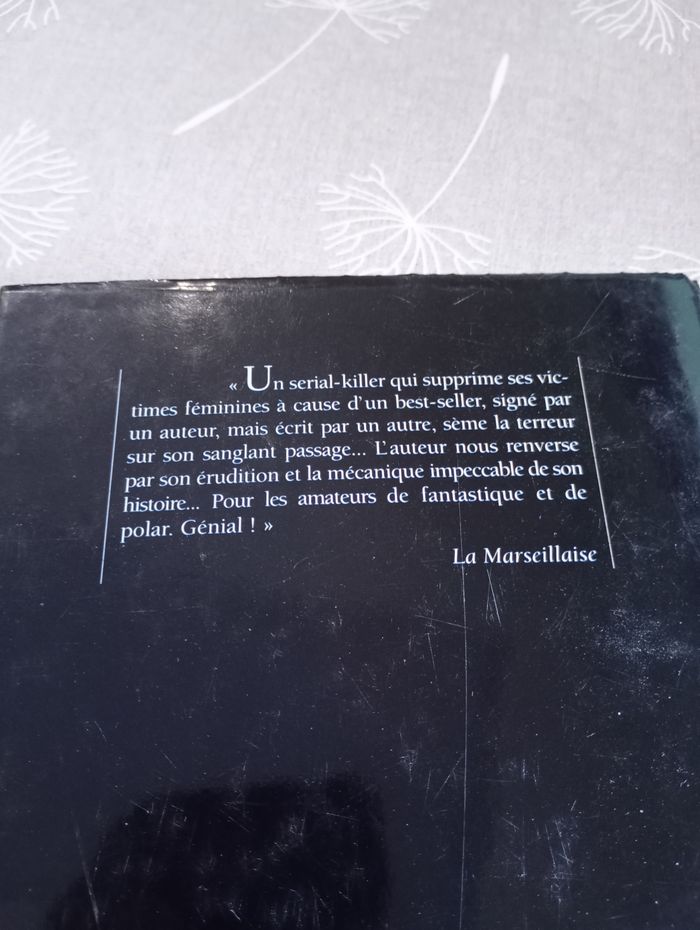 « Un serial-killer qui supprime ses vic-
times féminines à cause d'un best-seller, signé par
un auteur, mais écrit par un autre, sème la terreur
sur son sanglant passage... L'auteur nous renverse
par son érudition et la mécanique impeccable de son
histoire... Pour les amateurs de fantastique et de
polar. Génial ! »
La Marseillaise